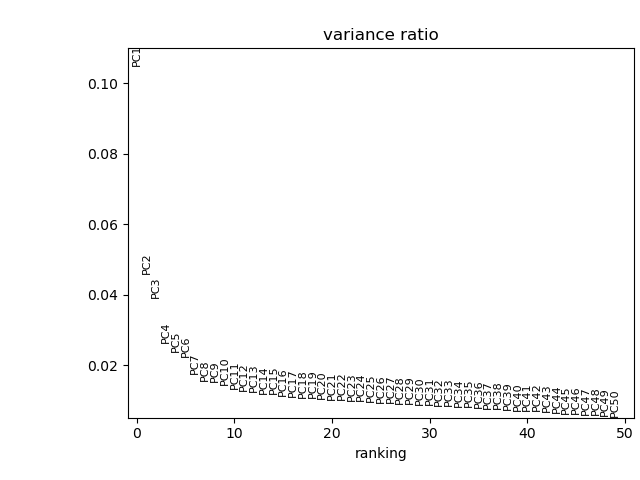 variance ratio
0.10
0.08
0.06
0.04
0.02
PC1
PC2
PC3
PC4
PC5
PC6
PC7
PC8
PC9
PC10
PC11
PC12
PC13
PC14
PC15
PC16
PC17
PC18
PC19
PC20
PC21
PC22
PC23
PC24
PC25
PC26
PC27
PC28
PC29
PC30
PC31
PC32
PC33
PC34
PC35
PC36
PC37
PC38
PC39
PC40
PC41
PC42
PC43
PC44
PC45
PC46
PC47
PC48
PC49
PC50
0 10 20 30 40 50
ranking